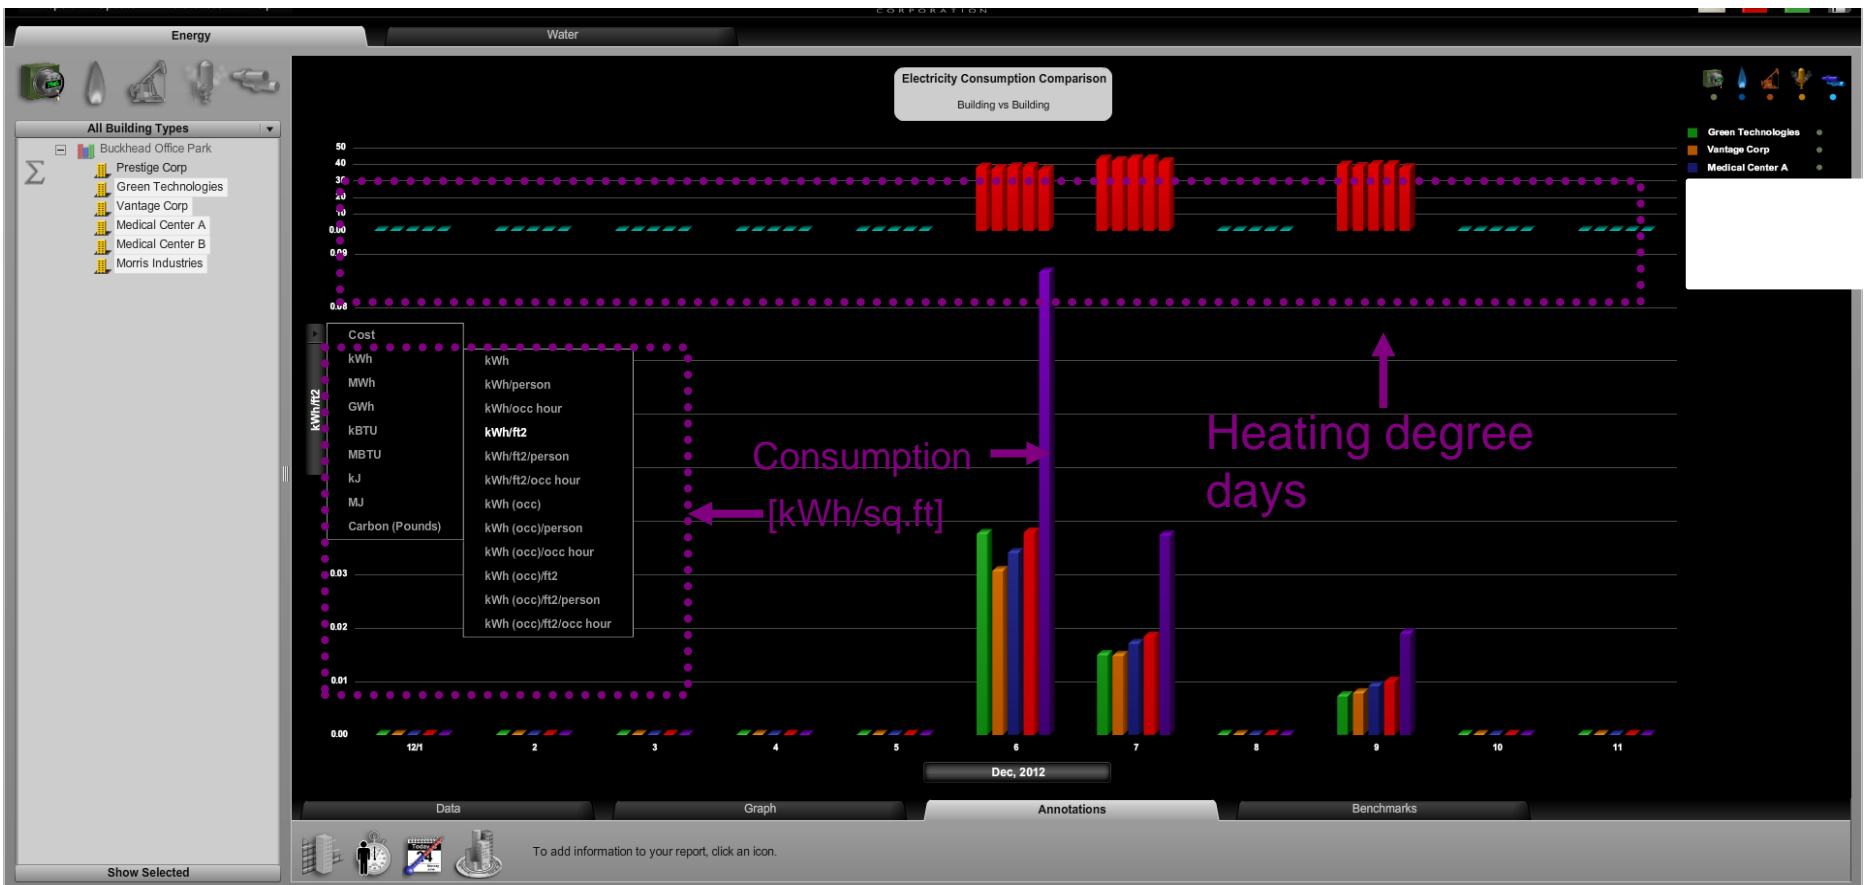 CORPORATION
Energy
Water
All Building Types
Buckhead Office Park
Prestige Corp
Green Technologies
Vantage Corp
Medical Center A
Medical Center B
Morris Industries
Show Selected
Electricity Consumption Comparison
Building vs Building
Green Technologies
Vantage Corp
Medical Center A
50
40
30
20
10
0.00
0.09
0.08
kWh/ft2
Cost
kWh
MWh
GWh
kBTU
MBTU
kJ
MJ
Carbon (Pounds)
kWh
kWh/person
kWh/occ hour
kWh/ft2
kWh/ft2/person
kWh/ft2/occ hour
kWh (occ)
kWh (occ)/person
kWh (occ)/occ hour
kWh (occ)/ft2
kWh (occ)/ft2/person
kWh (occ)/ft2/occ hour
Consumption
[kWh/sq.ft]
Heating degree
days
0.03
0.02
0.01
0.00
12/1 2 3 4 5 6 7 8 9 10 11
Dec, 2012
Data
Graph
Annotations
Benchmarks
Today is
24
To add information to your report, click an icon.